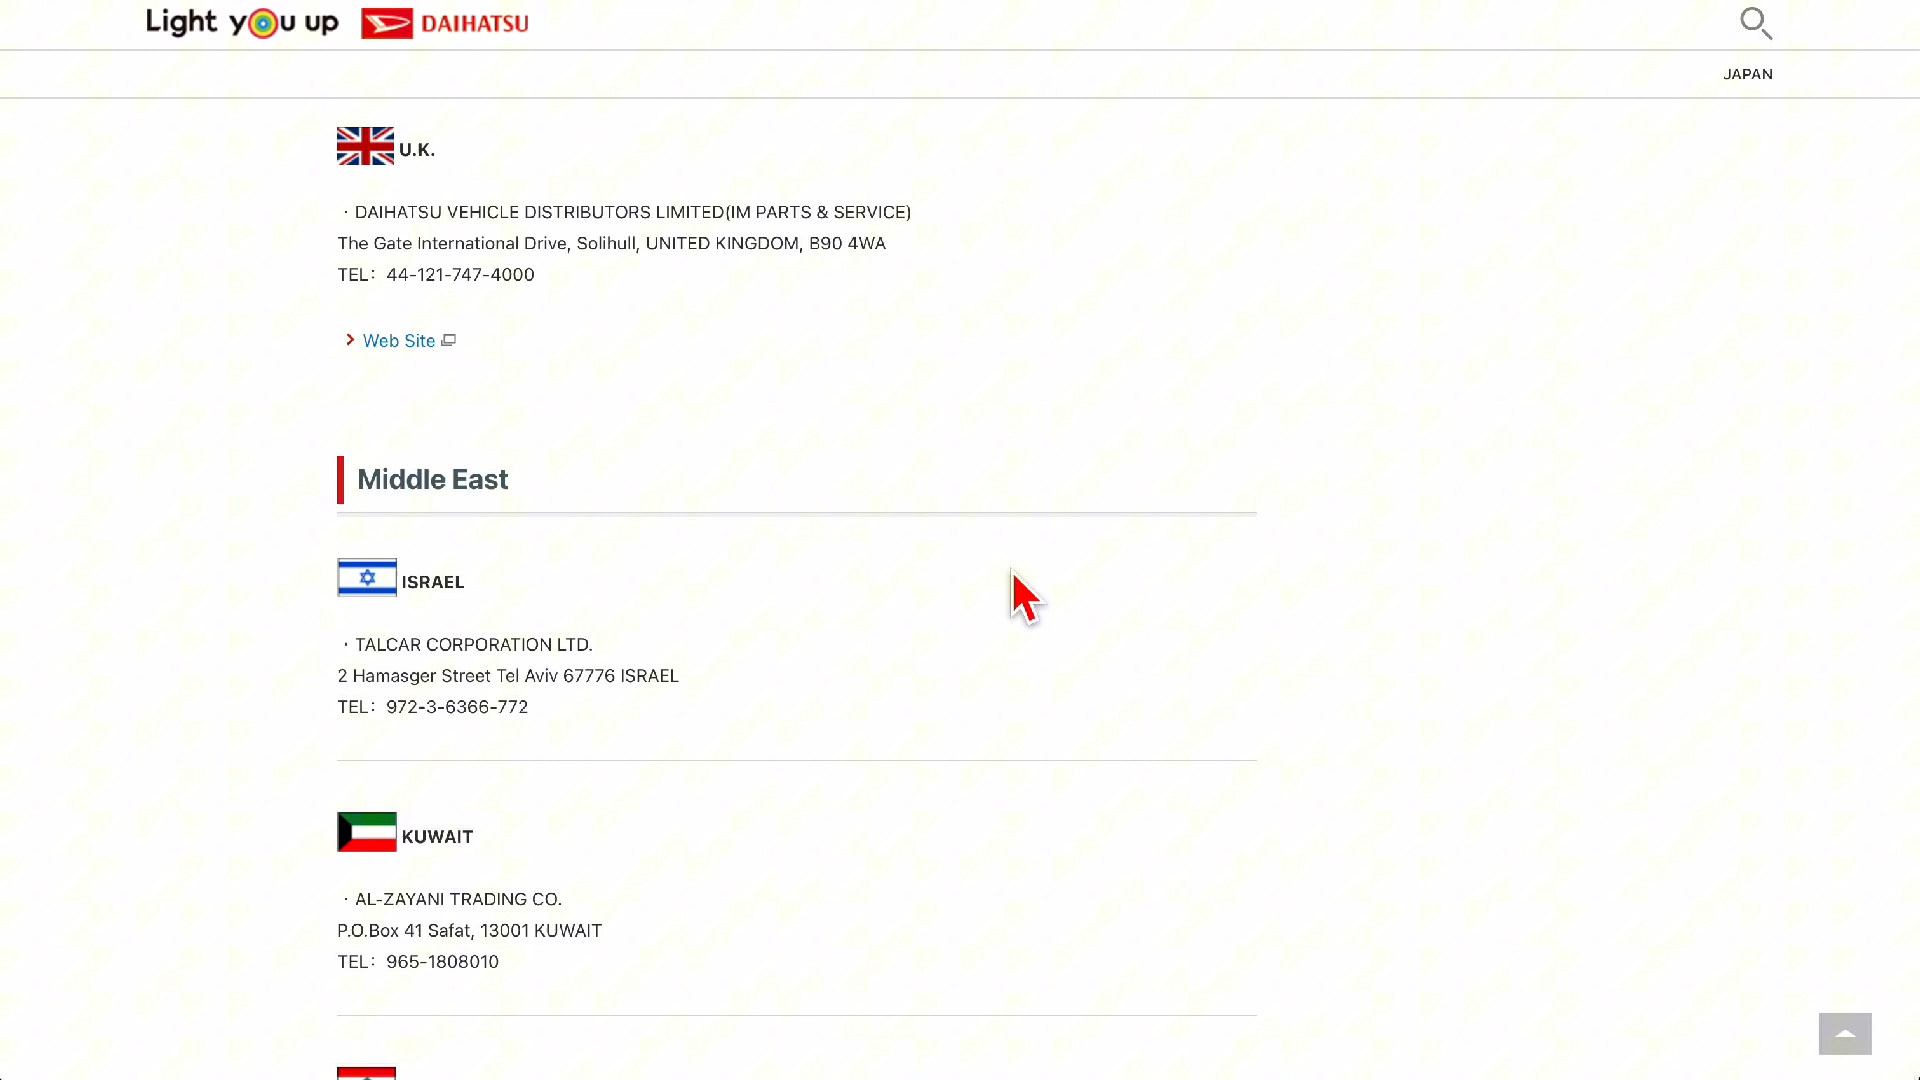 Light you up DAIHATSU
JAPAN
U.K.
・DAIHATSU VEHICLE DISTRIBUTORS LIMITED(IM PARTS & SERVICE)
The Gate International Drive, Solihull, UNITED KINGDOM, B90 4WA
TEL：44-121-747-4000
Web Site
Middle East
ISRAEL
・TALCAR CORPORATION LTD.
2 Hamasger Street Tel Aviv 67776 ISRAEL
TEL：972-3-6366-772
KUWAIT
・AL-ZAYANI TRADING CO.
P.O.Box 41 Safat, 13001 KUWAIT
TEL：965-1808010